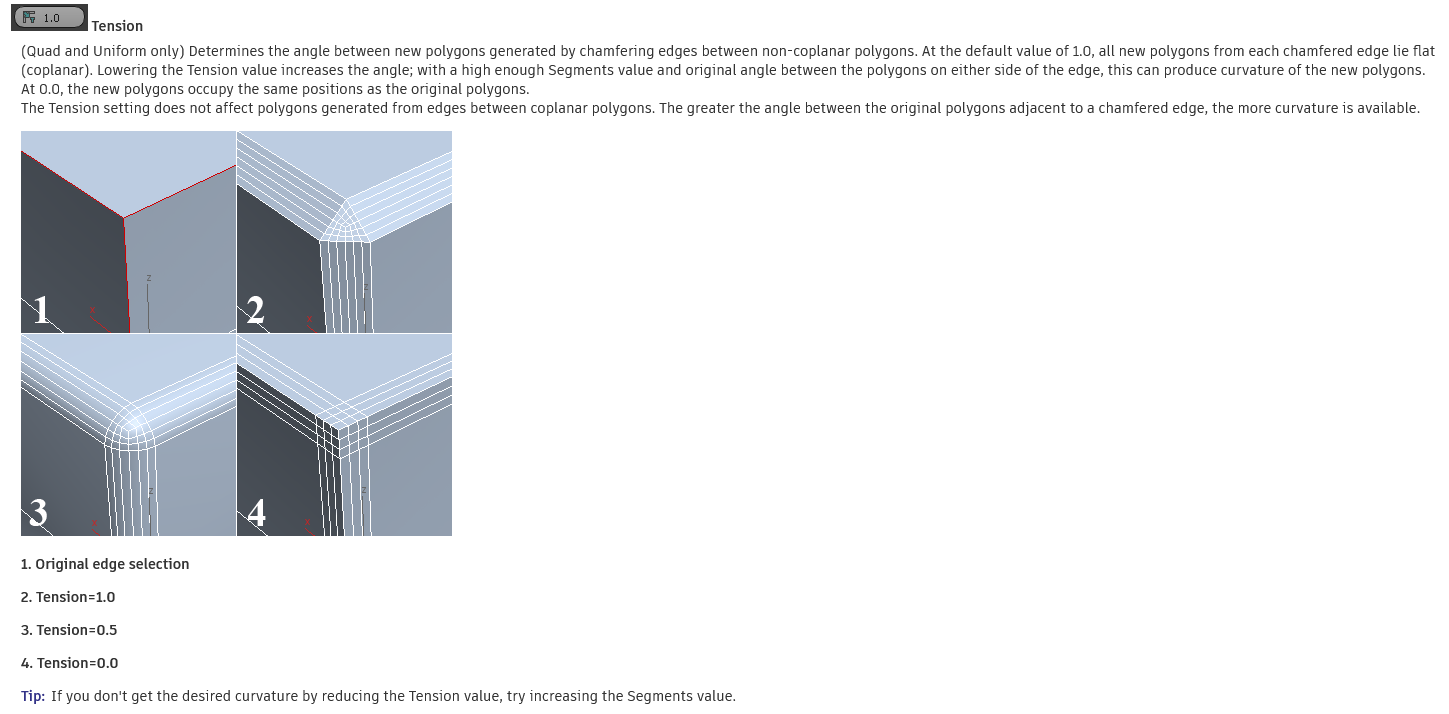 1.0 Tension
(Quad and Uniform only) Determines the angle between new polygons generated by chamfering edges between non-coplanar polygons. At the default value of 1.0, all new polygons from each chamfered edge lie flat
(coplanar). Lowering the Tension value increases the angle; with a high enough Segments value and original angle between the polygons on either side of the edge, this can produce curvature of the new polygons.
At 0.0, the new polygons occupy the same positions as the original polygons.
The Tension setting does not affect polygons generated from edges between coplanar polygons. The greater the angle between the original polygons adjacent to a chamfered edge, the more curvature is available.
z
z
1
2
z
z
3
4
1. Original edge selection
2. Tension=1.0
3. Tension=0.5
4. Tension=0.0
Tip: If you don't get the desired curvature by reducing the Tension value, try increasing the Segments value.